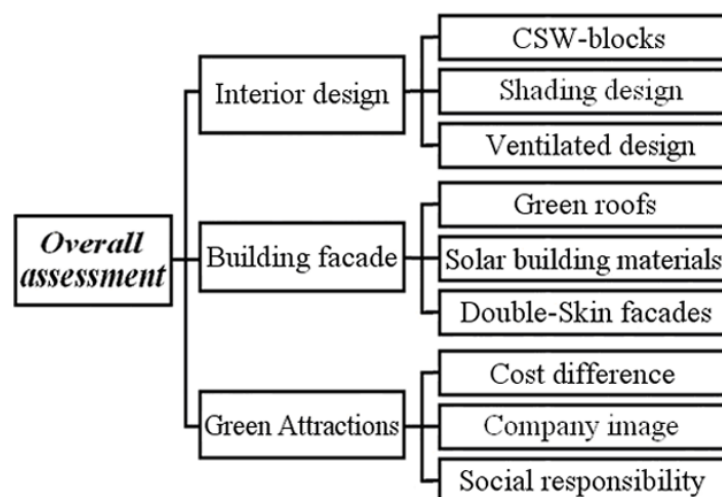 CSW-blocks
Interior design
Shading design
Ventilated design
Green roofs
Overall
assessment
Building facade
Solar building materials
Double-Skin facades
Cost difference
Green Attractions
Company image
Social responsibility